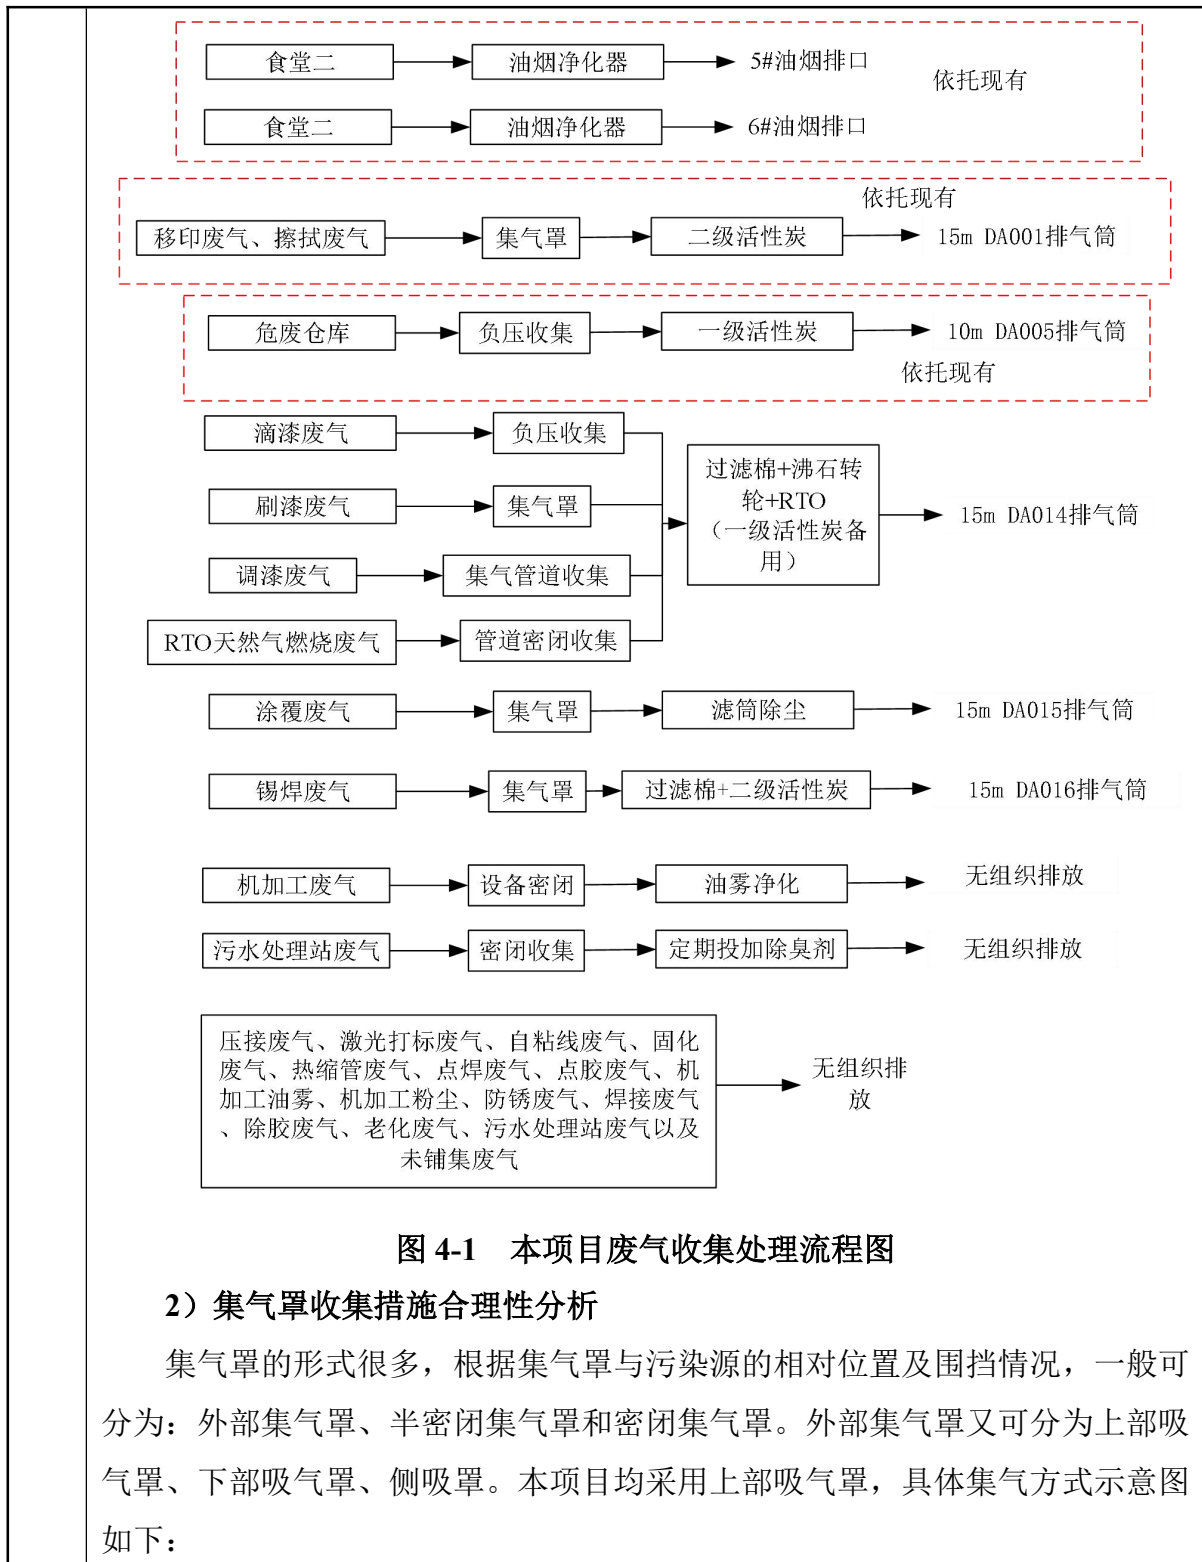 食堂二
油烟净化器
5#油烟排口
依托现有
食堂二
油烟净化器
6#油烟排口
依托现有
移印废气、擦拭废气
集气罩
二级活性炭
15m DA001排气筒
危废仓库
负压收集
一级活性炭
10m DA005排气筒
依托现有
滴漆废气
负压收集
刷漆废气
集气罩
调漆废气
集气管道收集
RTO天然气燃烧废气
管道密闭收集
过滤棉+沸石转
轮+RTO
（一级活性炭备
用）
15m DA014排气筒
涂覆废气
集气罩
滤筒除尘
15m DA015排气筒
锡焊废气
集气罩
过滤棉+二级活性炭
15m DA016排气筒
机加工废气
设备密闭
油雾净化
无组织排放
污水处理站废气
密闭收集
定期投加除臭剂
无组织排放
压接废气、激光打标废气、自粘线废气、固化
废气、热缩管废气、点焊废气、点胶废气、机
加工油雾、机加工粉尘、防锈废气、焊接废气
、除胶废气、老化废气、污水处理站废气以及
未铺集废气
无组织排
放
图 4-1 本项目废气收集处理流程图
2）集气罩收集措施合理性分析
集气罩的形式很多，根据集气罩与污染源的相对位置及围挡情况，一般可
分为：外部集气罩、半密闭集气罩和密闭集气罩。外部集气罩又可分为上部吸
气罩、下部吸气罩、侧吸罩。本项目均采用上部吸气罩，具体集气方式示意图
如下：